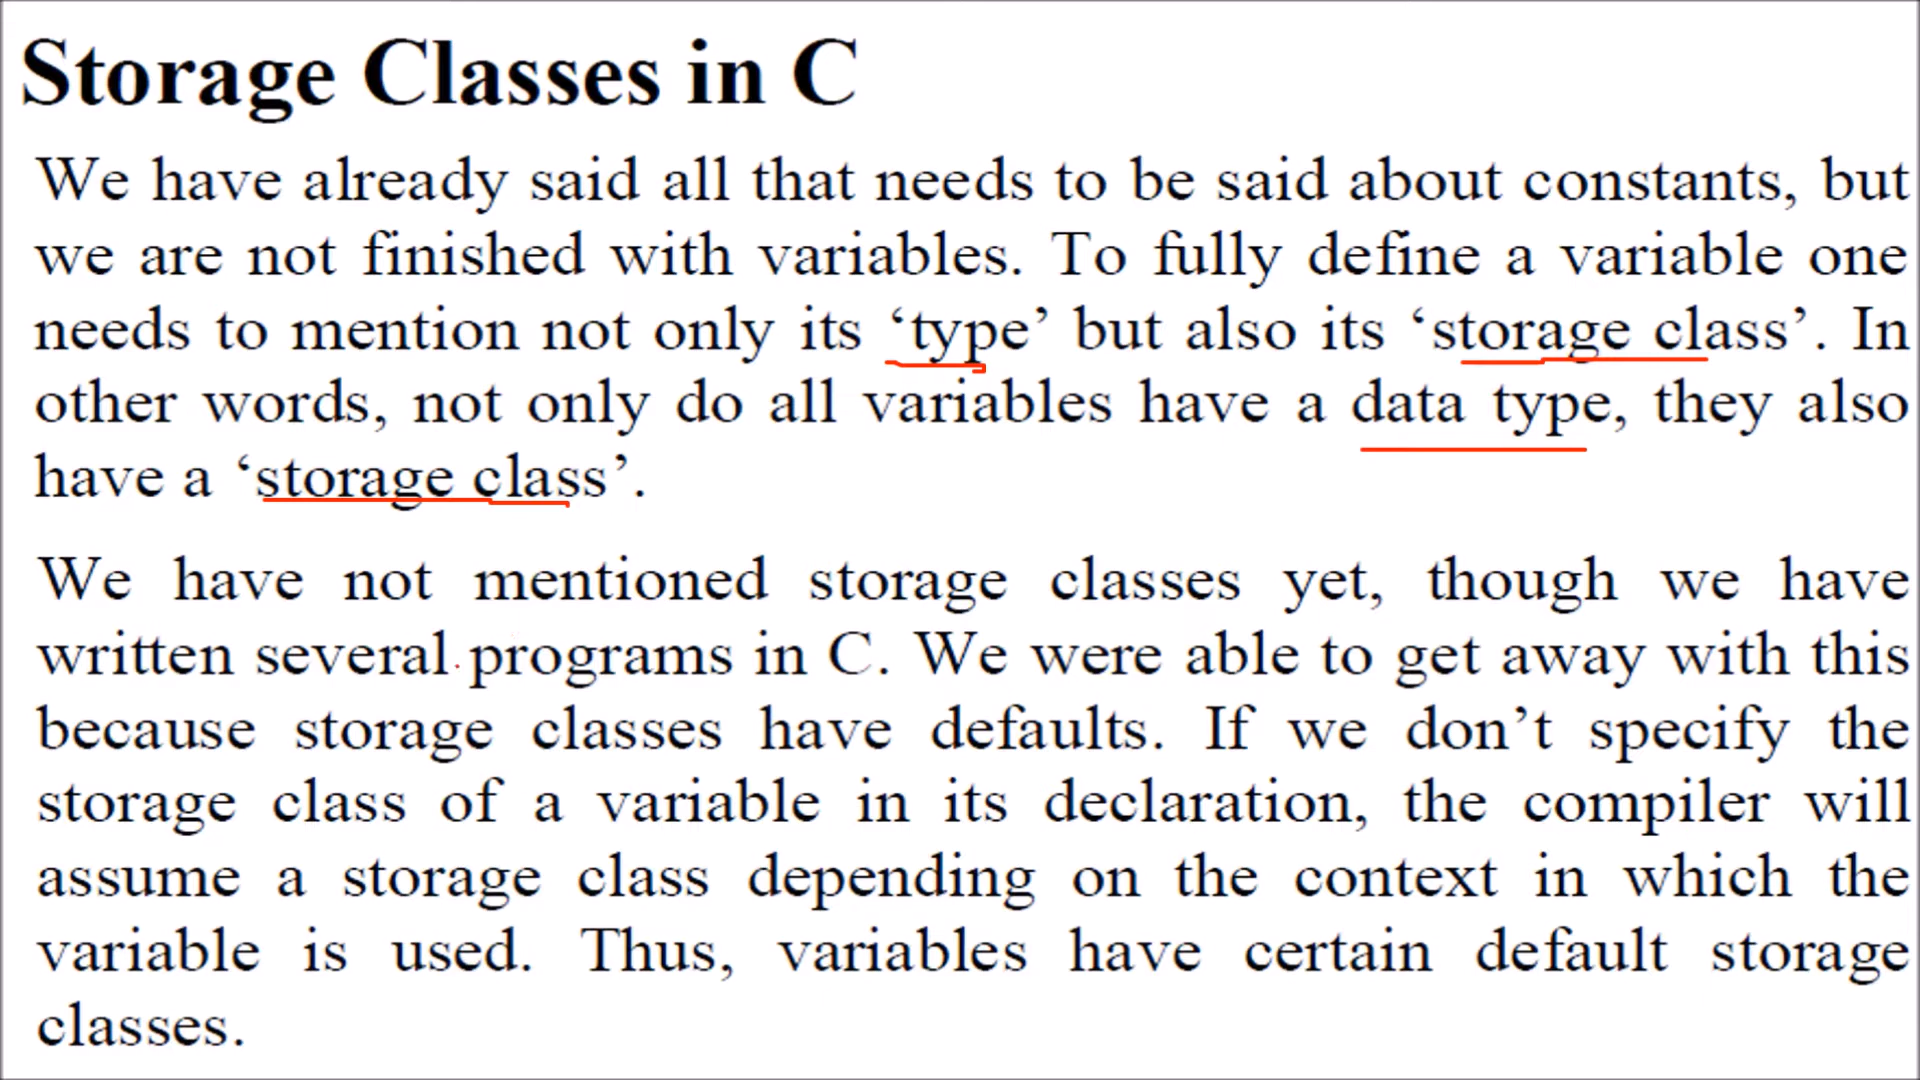 Storage Classes in C
We have already said all that needs to be said about constants, but
we are not finished with variables. To fully define a variable one
needs to mention not only its ‘type’ but also its ‘storage class’. In
other words, not only do all variables have a data type, they also
have a ‘storage class’.
We have not mentioned storage classes yet, though we have
written several programs in C. We were able to get away with this
because storage classes have defaults. If we don’t specify the
storage class of a variable in its declaration, the compiler will
assume a storage class depending on the context in which the
variable is used. Thus, variables have certain default storage
classes.